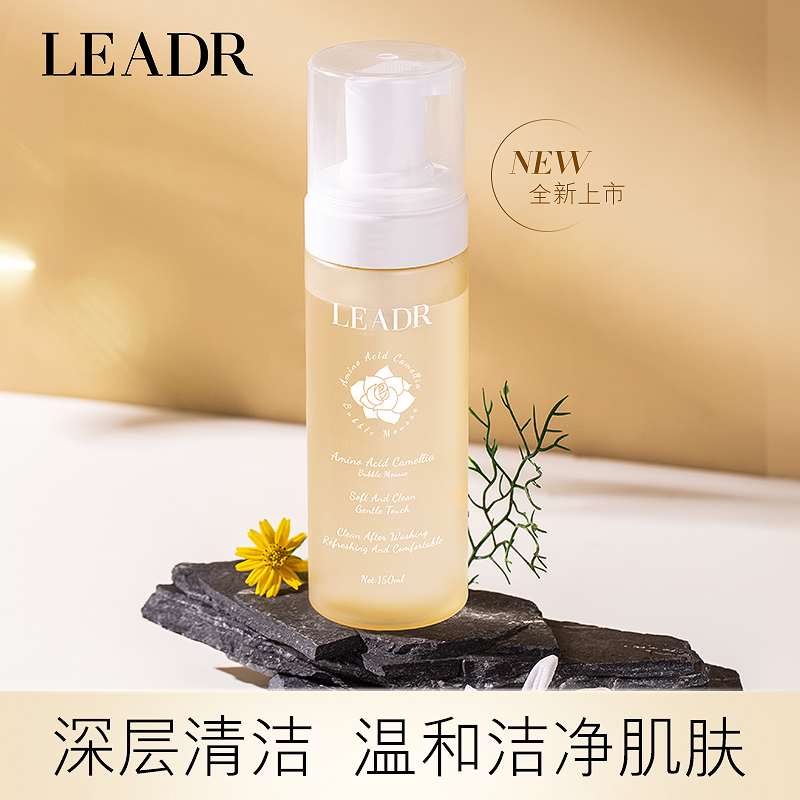 LEADR
NEW
全新上市
LEADR
Amino Acid Camellia
Bubble Mousse
Amino Acid Camellia
Bubble Mousse
Soft And Clean
Gentle Touch
Clean After Washing
Refreshing And Comfortable
Net:150ml
深层清洁 温和洁净肌肤